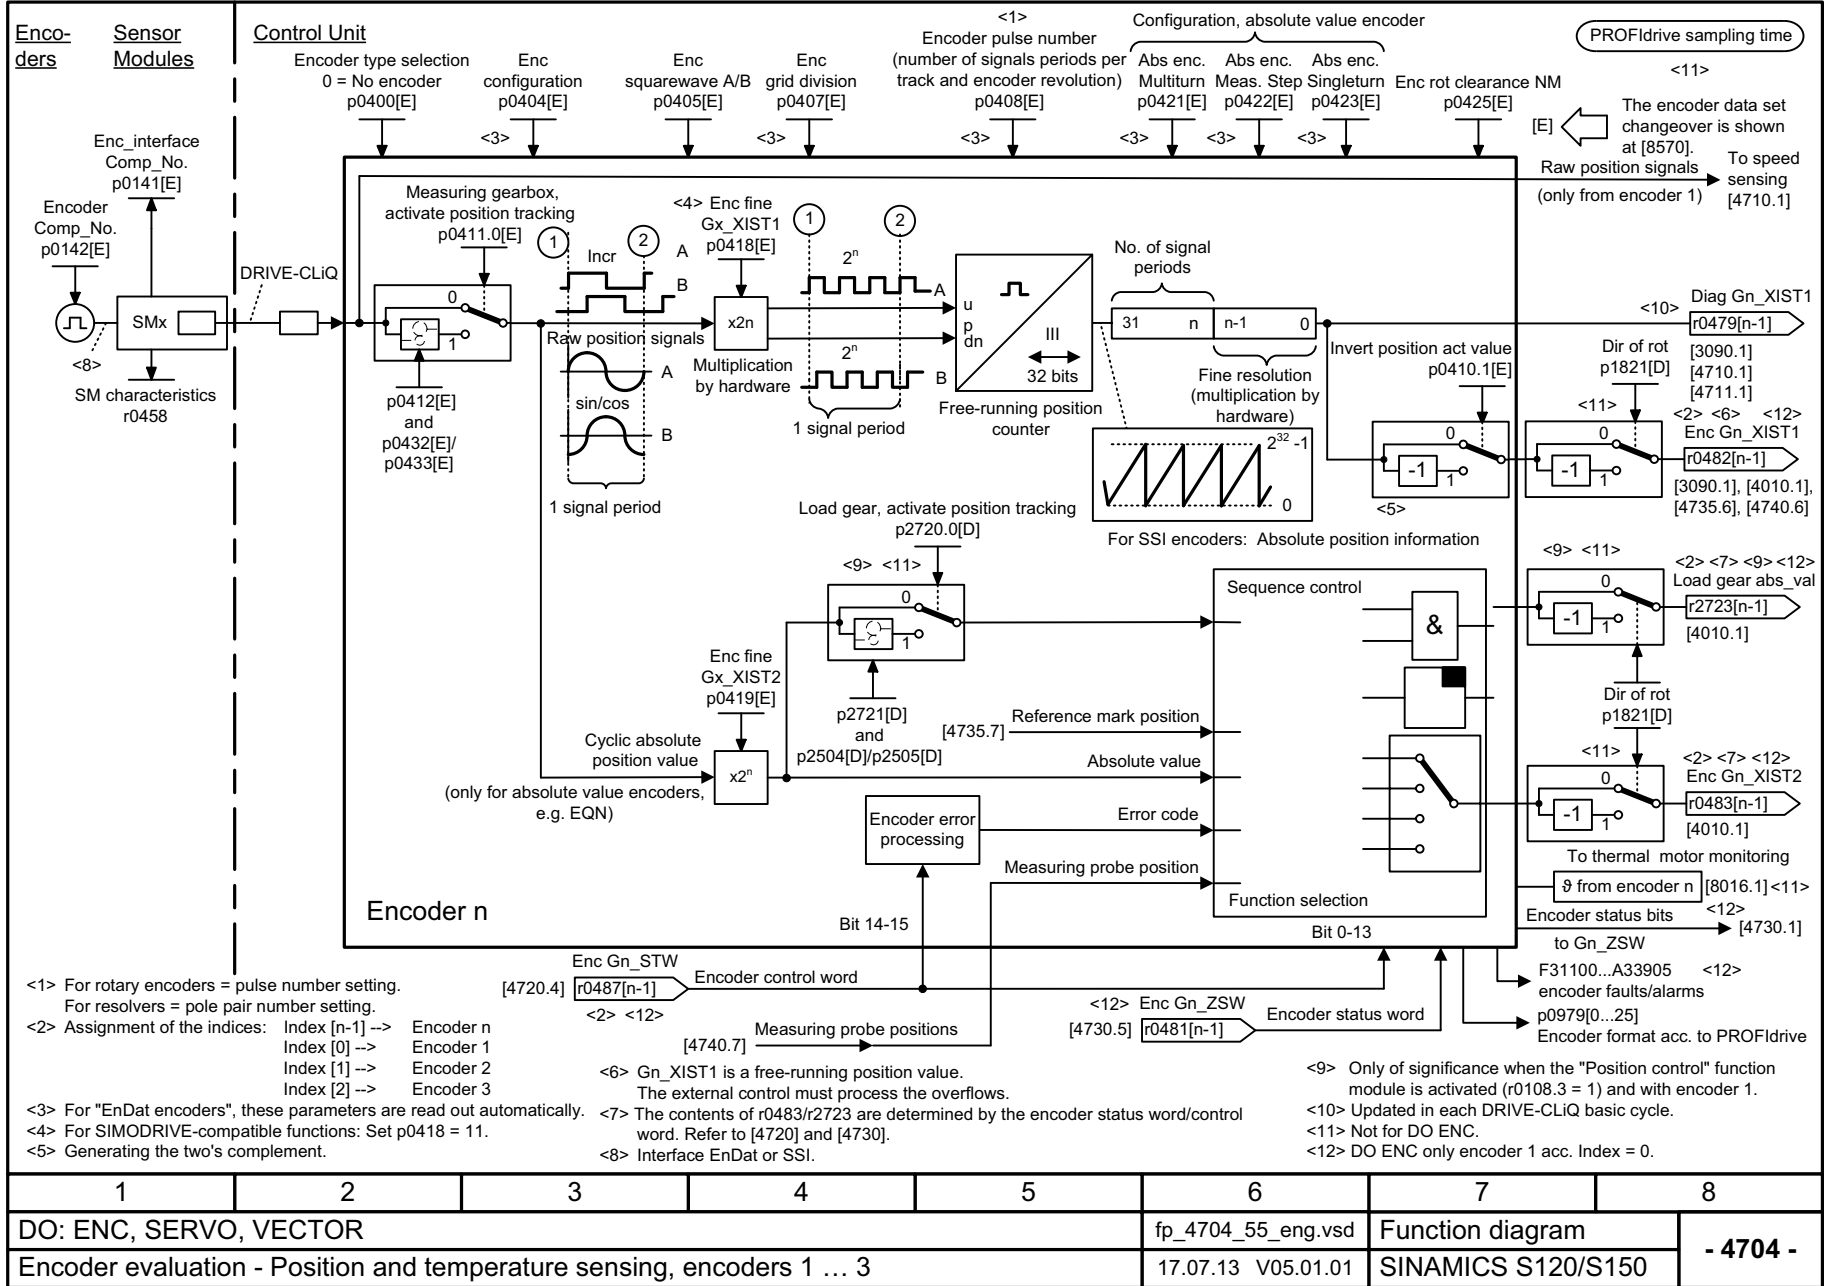 Enco-
ders
Sensor
Modules
Control Unit
Encoder type selection
0 = No encoder
p0400[E]
Enc
configuration
p0404[E]
<3>
Enc
squarewave A/B
p0405[E]
Enc
grid division
p0407[E]
<3>
<1>
Encoder pulse number
(number of signals periods per
track and encoder revolution)
p0408[E]
<3>
Configuration, absolute value encoder
Abs enc.
Multiturn
p0421[E]
<3>
Abs enc.
Meas. Step
p0422[E]
<3>
Abs enc.
Singleturn
p0423[E]
<3>
Enc rot clearance NM
p0425[E]
PROFIdrive sampling time
<11>
[E]
The encoder data set
changeover is shown
at [8570].
Raw position signals
(only from encoder 1)
To speed
sensing
[4710.1]
Enc_interface
Comp_No.
p0141[E]
Encoder
Comp_No.
p0142[E]
DRIVE-CLiQ
SMx
<8>
SM characteristics
r0458
Measuring gearbox,
activate position tracking
p0411.0[E]
0
1
p0412[E]
and
p0432[E]/
p0433[E]
1
2
Incr
A
B
Raw position signals
A
sin/cos
B
1 signal period
<4> Enc fine
Gx_XIST1
p0418[E]
x2n
Multiplication
by hardware
1
2
2n
A
2n
B
1 signal period
u
p
dn
III
32 bits
Free-running position
counter
No. of signal
periods
31
n
n-1
0
Fine resolution
(multiplication by
hardware)
232 -1
0
For SSI encoders: Absolute position information
Invert position act value
p0410.1[E]
0
-1
1
<5>
Dir of rot
p1821[D]
<11>
0
-1
1
<10>
Diag Gn_XIST1
r0479[n-1]
[3090.1]
[4710.1]
[4711.1]
<2> <6> <12>
Enc Gn_XIST1
r0482[n-1]
[3090.1], [4010.1],
[4735.6], [4740.6]
Load gear, activate position tracking
p2720.0[D]
<9> <11>
0
1
p2721[D]
and
p2504[D]/p2505[D]
Enc fine
Gx_XIST2
p0419[E]
x2n
Cyclic absolute
position value
(only for absolute value encoders,
e.g. EQN)
Sequence control
&
[4735.7]
Reference mark position
Absolute value
Encoder error
processing
Error code
Measuring probe position
Function selection
<9> <11>
0
-1
1
<2> <7> <9> <12>
Load gear abs_val
r2723[n-1]
[4010.1]
Dir of rot
p1821[D]
<11>
0
-1
1
<2> <7> <12>
Enc Gn_XIST2
r0483[n-1]
[4010.1]
To thermal motor monitoring
ϑ from encoder n
[8016.1]<11>
Encoder status bits
<12>
[4730.1]
to Gn_ZSW
Encoder n
Bit 14-15
Bit 0-13
Enc Gn_STW
[4720.4]
r0487[n-1]
Encoder control word
<2> <12>
[4740.7]
Measuring probe positions
<12> Enc Gn_ZSW
[4730.5]
r0481[n-1]
Encoder status word
F31100...A33905 <12>
encoder faults/alarms
p0979[0...25]
Encoder format acc. to PROFIdrive
<1> For rotary encoders = pulse number setting.
For resolvers = pole pair number setting.
<2> Assignment of the indices: Index [n-1] --> Encoder n
Index [0] --> Encoder 1
Index [1] --> Encoder 2
Index [2] --> Encoder 3
<3> For "EnDat encoders", these parameters are read out automatically.
<4> For SIMODRIVE-compatible functions: Set p0418 = 11.
<5> Generating the two's complement.
<6> Gn_XIST1 is a free-running position value.
The external control must process the overflows.
<7> The contents of r0483/r2723 are determined by the encoder status word/control
word. Refer to [4720] and [4730].
<8> Interface EnDat or SSI.
<9> Only of significance when the "Position control" function
module is activated (r0108.3 = 1) and with encoder 1.
<10> Updated in each DRIVE-CLiQ basic cycle.
<11> Not for DO ENC.
<12> DO ENC only encoder 1 acc. Index = 0.
1 2 3 4 5 6 7 8
DO: ENC, SERVO, VECTOR
fp_4704_55_eng.vsd
Function diagram
- 4704 -
Encoder evaluation - Position and temperature sensing, encoders 1 … 3
17.07.13 V05.01.01
SINAMICS S120/S150